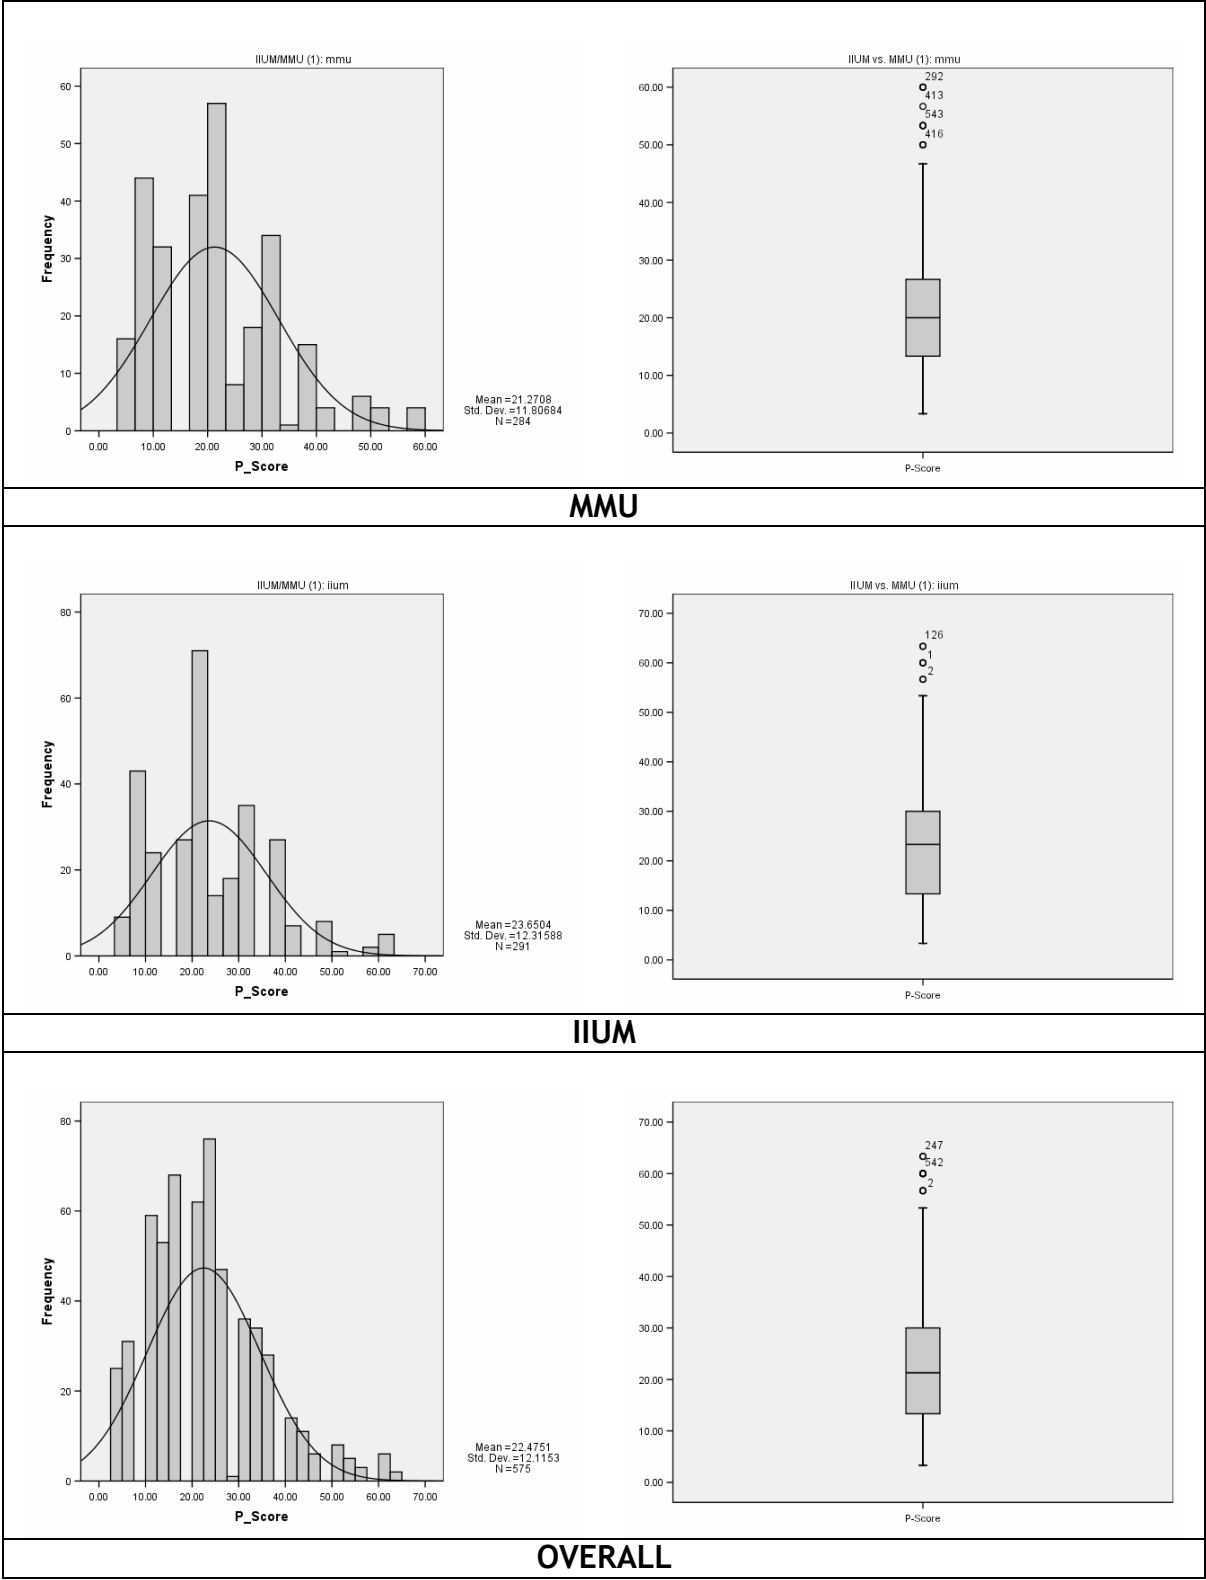 IIUM/MMU (1): mmu
60
50
40
30
20
10
0
Frequency
0.00 10.00 20.00 30.00 40.00 50.00 60.00
P_Score
Mean =21.2708
Std. Dev. =11.80684
N =284
IIUM vs. MMU (1): mmu
292
413
543
416
60.00
50.00
40.00
30.00
20.00
10.00
0.00
P-Score
MMU
IIUM/MMU (1): iium
80
60
40
20
0
Frequency
0.00 10.00 20.00 30.00 40.00 50.00 60.00 70.00
P_Score
Mean =23.6504
Std. Dev. =12.31588
N =291
IIUM vs. MMU (1): iium
126
1
2
70.00
60.00
50.00
40.00
30.00
20.00
10.00
0.00
P-Score
IIUM
80
60
40
20
0
Frequency
0.00 10.00 20.00 30.00 40.00 50.00 60.00 70.00
P_Score
Mean =22.4751
Std. Dev. =12.1153
N =575
247
542
2
70.00
60.00
50.00
40.00
30.00
20.00
10.00
0.00
P-Score
OVERALL